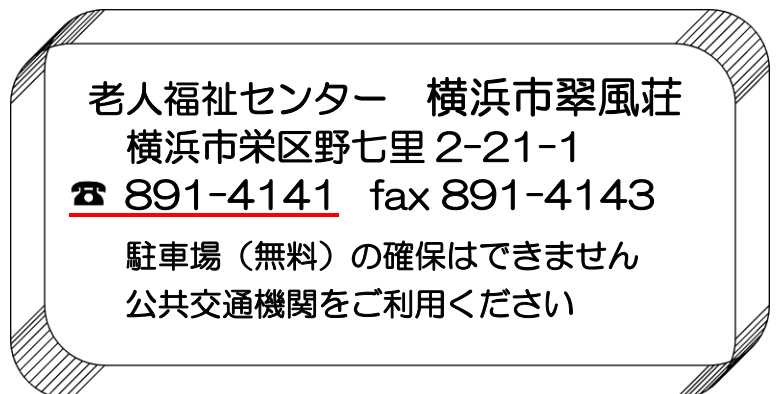 老人福祉センター　横浜市翠風荘
横浜市栄区野七里 2-21-1
☎ 891-4141　fax 891-4143
駐車場（無料）の確保はできません
公共交通機関をご利用ください